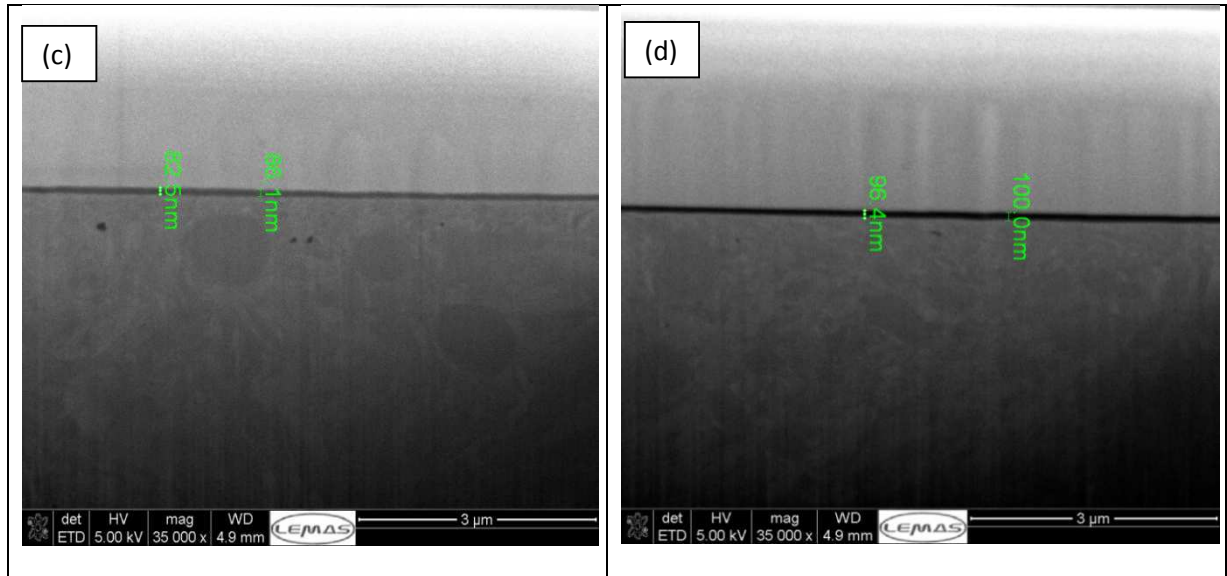 (c)
82.5nm
det HV mag WD
ETD 5.00 kV 35 000 x 4.9 mm
LEMAS
3 µm
(d)
96.4nm
100.0nm
det HV mag WD
ETD 5.00 kV 35 000 x 4.9 mm
LEMAS
3 µm